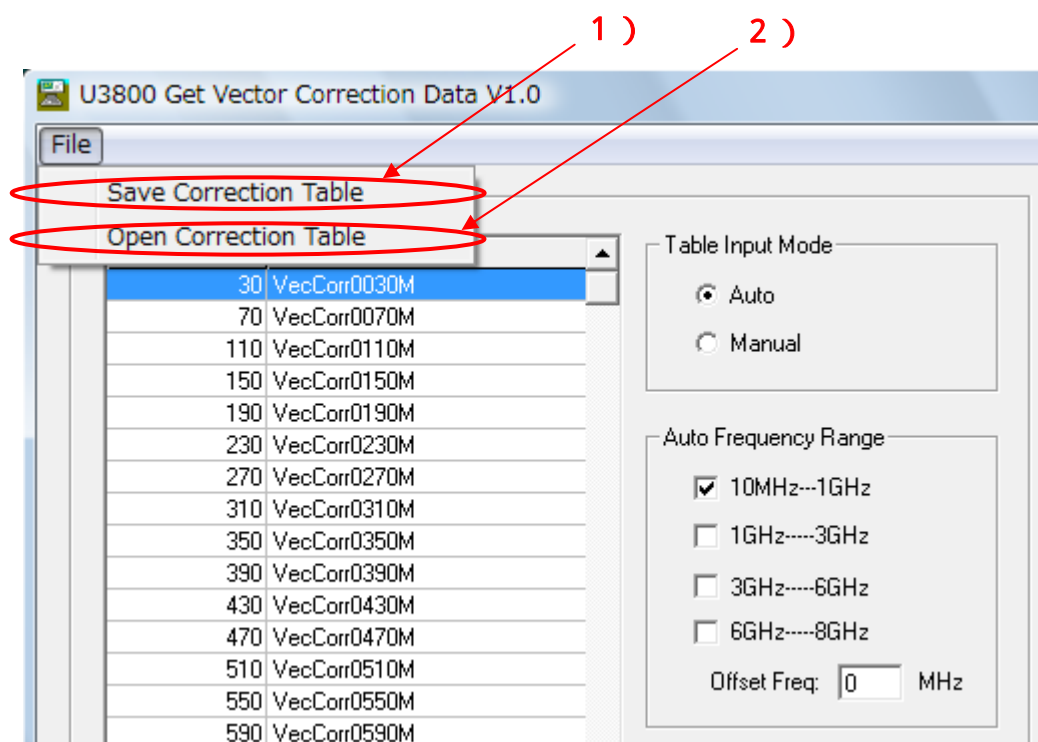 1 )
2 )
U3800 Get Vector Correction Data V1.0
File
Save Correction Table
Open Correction Table
30 VecCorr0030M
70 VecCorr0070M
110 VecCorr0110M
150 VecCorr0150M
190 VecCorr0190M
230 VecCorr0230M
270 VecCorr0270M
310 VecCorr0310M
350 VecCorr0350M
390 VecCorr0390M
430 VecCorr0430M
470 VecCorr0470M
510 VecCorr0510M
550 VecCorr0550M
590 VecCorr0590M
Table Input Mode
Auto
Manual
Auto Frequency Range
10MHz---1GHz
1GHz-----3GHz
3GHz-----6GHz
6GHz-----8GHz
Offset Freq: 0 MHz